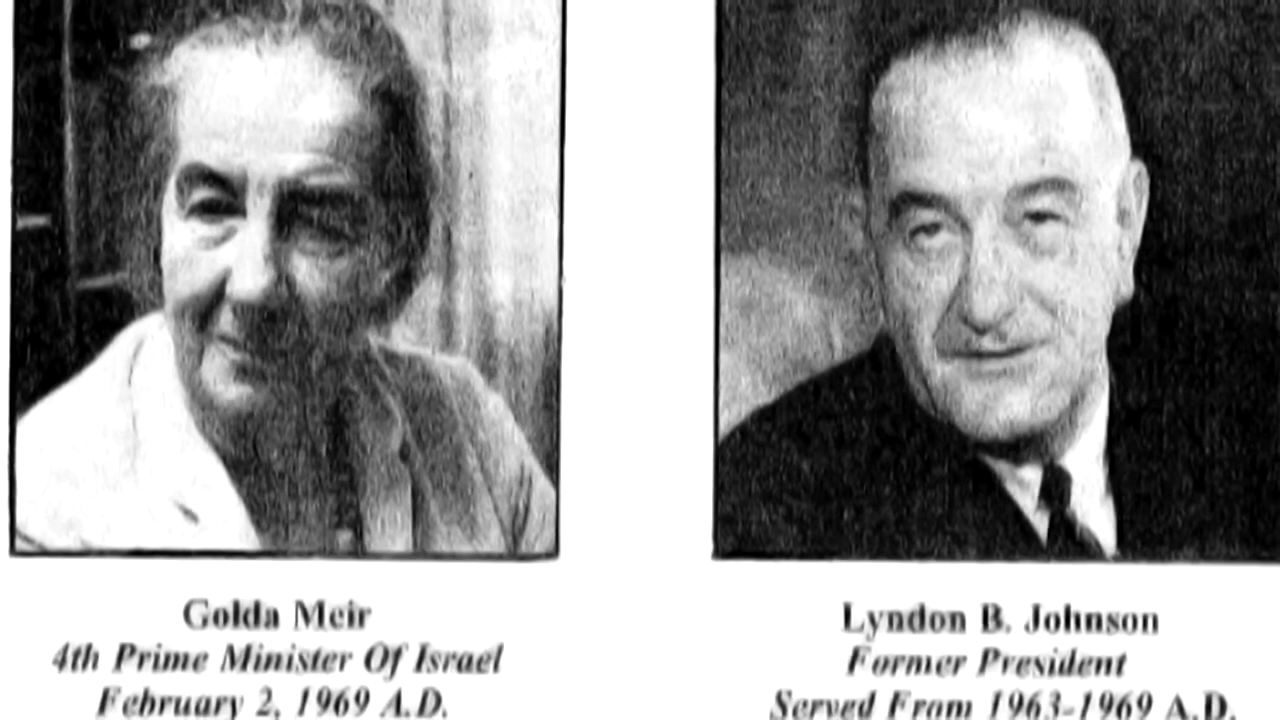 Golda Meir
4th Prime Minister Of Israel
February 2, 1969 A.D.
Lyndon B. Johnson
Former President
Served From 1963-1969 A.D.